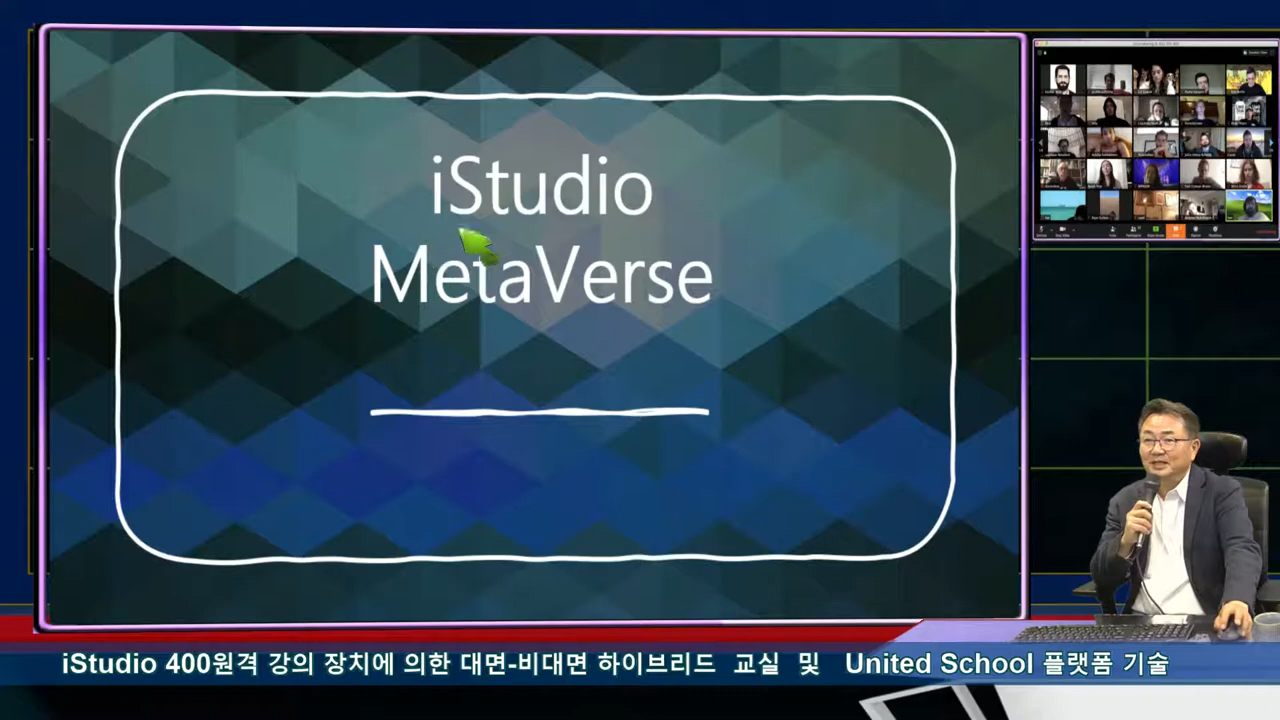 iStudio
MetaVerse
iStudio 400원격 강의 장치에 의한 대면-비대면 하이브리드 교실 및 United School 플랫폼 기술